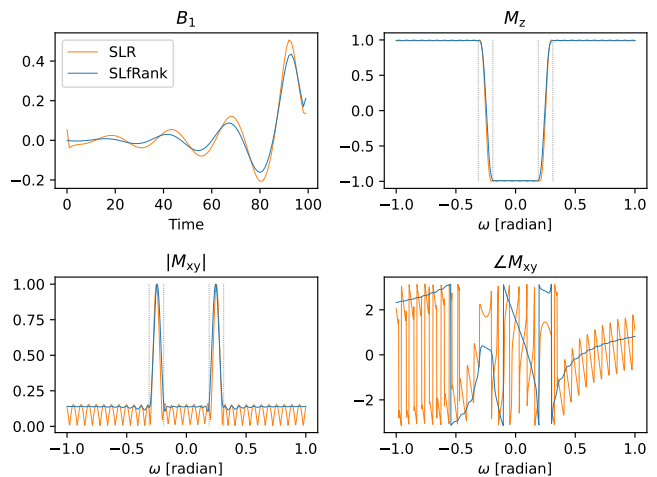 B₁
0.4
0.2
0.0
−0.2
SLR
SLfRank
0 20 40 60 80 100
Time
M_z
1.0
0.5
0.0
−0.5
−1.0
−1.0 −0.5 0.0 0.5 1.0
ω [radian]
|M_xy|
1.00
0.75
0.50
0.25
0.00
−1.0 −0.5 0.0 0.5 1.0
ω [radian]
∠M_xy
2
0
−2
−1.0 −0.5 0.0 0.5 1.0
ω [radian]